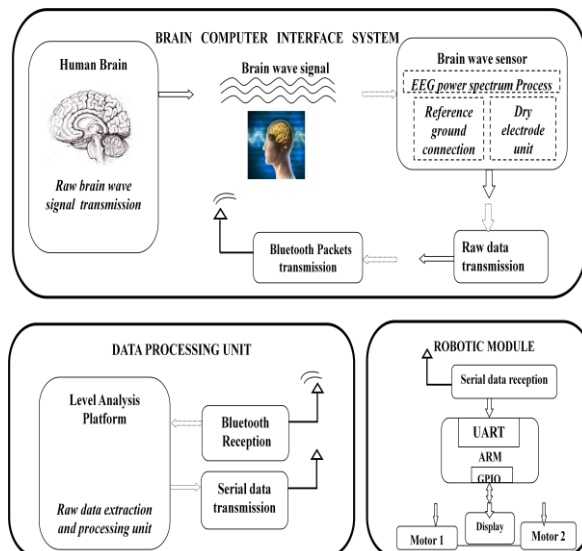 BRAIN COMPUTER INTERFACE SYSTEM
Human Brain
Raw brain wave
signal transmission
Brain wave signal
Brain wave sensor
EEG power spectrum Process
Reference
ground
connection
Dry
electrode
unit
Raw data
transmission
Bluetooth Packets
transmission
DATA PROCESSING UNIT
Level Analysis
Platform
Raw data extraction
and processing unit
Bluetooth
Reception
Serial data
transmission
ROBOTIC MODULE
Serial data reception
UART
ARM
GPIO
Display
Motor 1
Motor 2